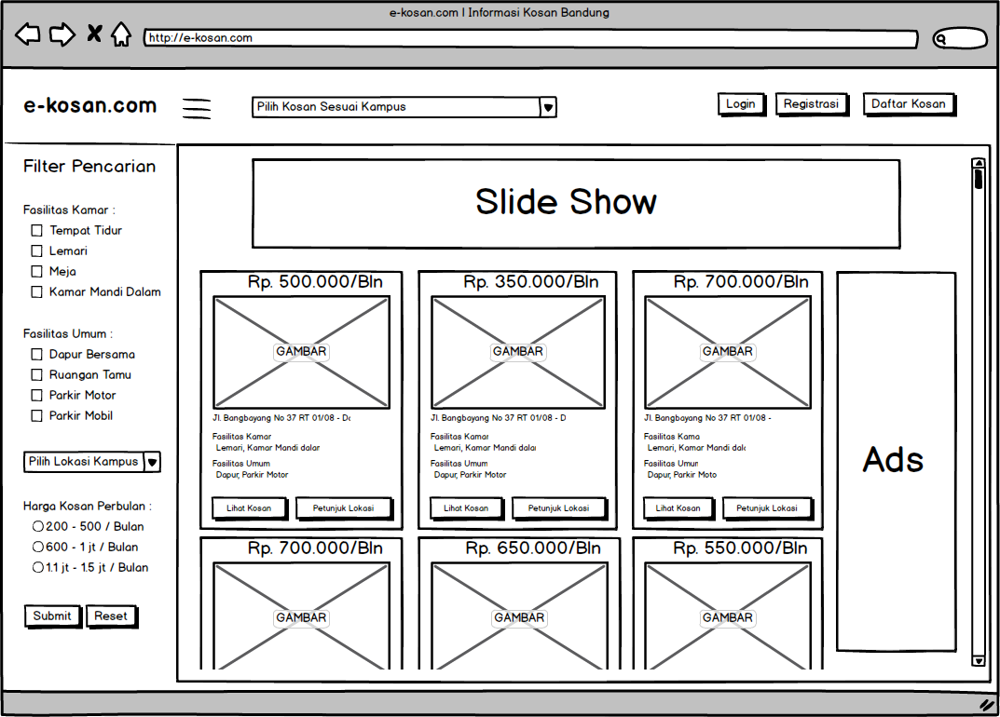 e-kosan.com | Informasi Kosan Bandung
http://e-kosan.com
e-kosan.com
Pilih Kosan Sesuai Kampus
Login
Registrasi
Daftar Kosan
Filter Pencarian
Fasilitas Kamar :
Tempat Tidur
Lemari
Meja
Kamar Mandi Dalam
Fasilitas Umum :
Dapur Bersama
Ruangan Tamu
Parkir Motor
Parkir Mobil
Pilih Lokasi Kampus
Harga Kosan Perbulan :
200 - 500 / Bulan
600 - 1 jt / Bulan
1.1 jt - 1.5 jt / Bulan
Submit
Reset
Slide Show
Rp. 500.000/Bln
GAMBAR
Jl. Bangbayang No 37 RT 01/08 - Do
Fasilitas Kamar
Lemari, Kamar Mandi dalar
Fasilitas Umum
Dapur, Parkir Motor
Lihat Kosan
Petunjuk Lokasi
Rp. 350.000/Bln
GAMBAR
Jl. Bangbayang No 37 RT 01/08 - D
Fasilitas Kamar
Lemari, Kamar Mandi dalar
Fasilitas Umum
Dapur, Parkir Motor
Lihat Kosan
Petunjuk Lokasi
Rp. 700.000/Bln
GAMBAR
Jl. Bangbayang No 37 RT 01/08 -
Fasilitas Kama
Lemari, Kamar Mandi dal
Fasilitas Umur
Dapur, Parkir Moto
Lihat Kosan
Petunjuk Lokasi
Ads
Rp. 700.000/Bln
GAMBAR
Rp. 650.000/Bln
GAMBAR
Rp. 550.000/Bln
GAMBAR